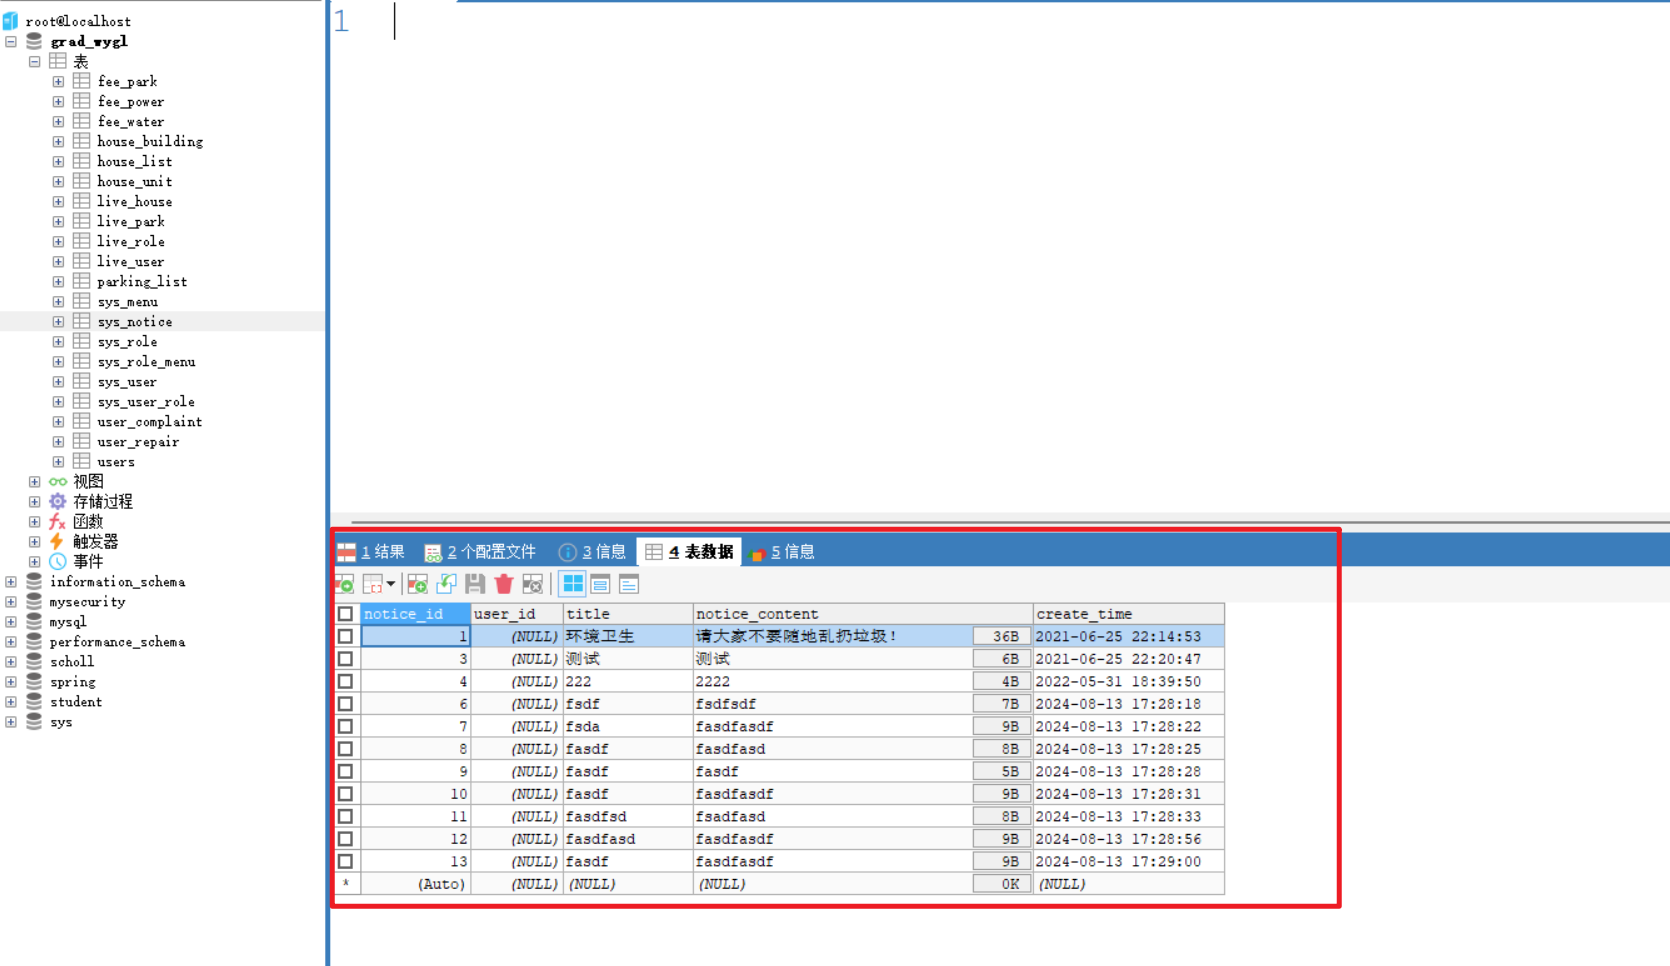 root@localhost
grad_wygl
表
fee_park
fee_power
fee_water
house_building
house_list
house_unit
live_house
live_park
live_role
live_user
parking_list
sys_menu
sys_notice
sys_role
sys_role_menu
sys_user
sys_user_role
user_complaint
user_repair
users
视图
存储过程
函数
触发器
事件
information_schema
mysecurity
mysql
performance_schema
scholl
spring
student
sys
1
1 结果 2 个配置文件 3 信息 4 表数据 5 信息
notice_id user_id title notice_content create_time
1 (NULL) 环境卫生 请大家不要随地乱扔垃圾！ 36B 2021-06-25 22:14:53
3 (NULL) 测试 测试 6B 2021-06-25 22:20:47
4 (NULL) 222 2222 4B 2022-05-31 18:39:50
6 (NULL) fsdf fsdfsdf 7B 2024-08-13 17:28:18
7 (NULL) fsda fasdfasdf 9B 2024-08-13 17:28:22
8 (NULL) fasdf fasdfasd 8B 2024-08-13 17:28:25
9 (NULL) fasdf fasdf 5B 2024-08-13 17:28:28
10 (NULL) fasdf fasdfasdf 9B 2024-08-13 17:28:31
11 (NULL) fasdfsd fsadfasd 8B 2024-08-13 17:28:33
12 (NULL) fasdfasd fasdfasdf 9B 2024-08-13 17:28:56
13 (NULL) fasdf fasdfasdf 9B 2024-08-13 17:29:00
* (Auto) (NULL) (NULL) (NULL) 0K (NULL)